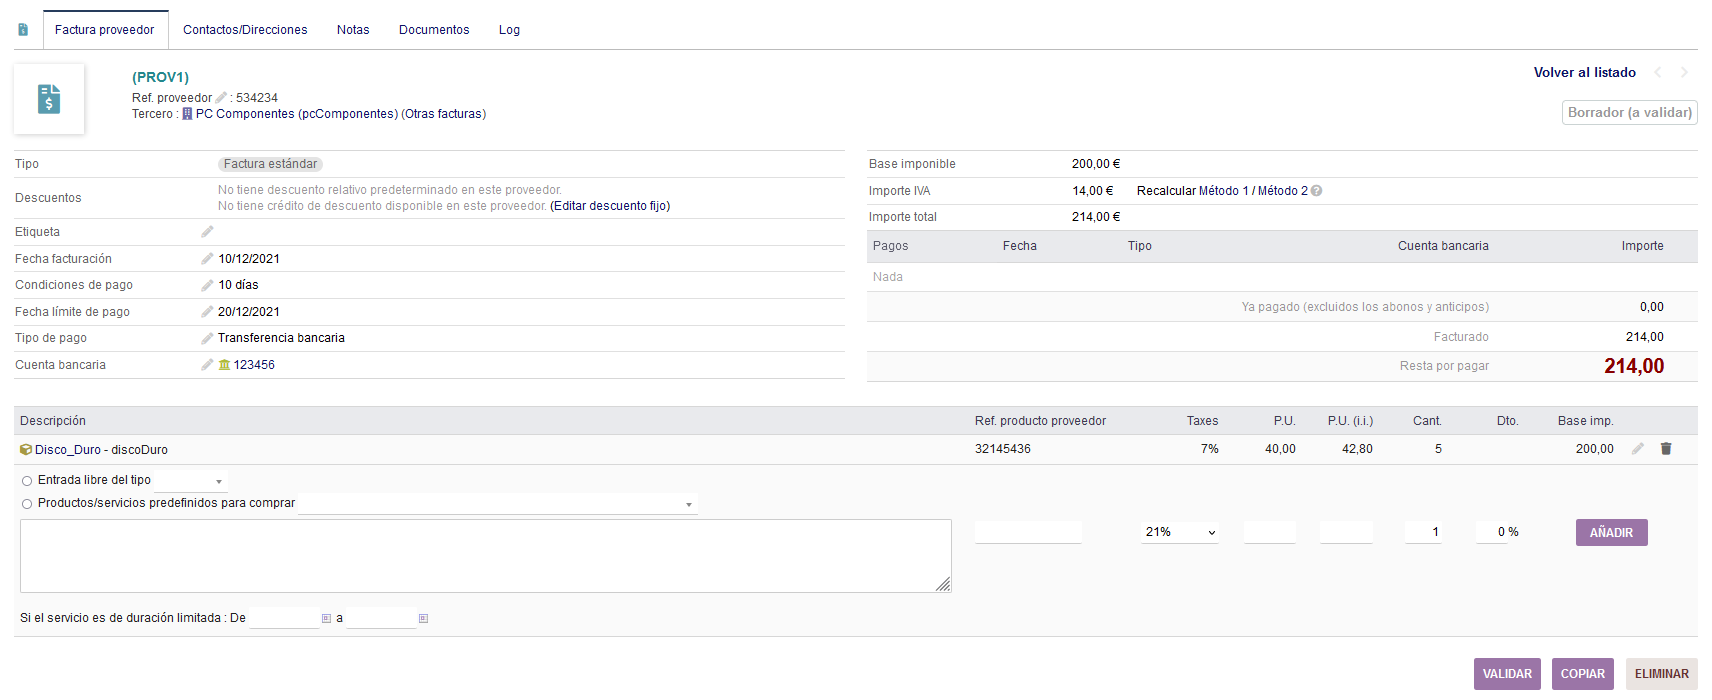 Factura proveedor Contactos/Direcciones Notas Documentos Log
(PROV1)
Volver al listado
Ref. proveedor : 534234
Tercero : PC Componentes (pcComponentes) (Otras facturas)
Borrador (a validar)
Tipo Factura estándar
Descuentos No tiene descuento relativo predeterminado en este proveedor.
No tiene crédito de descuento disponible en este proveedor. (Editar descuento fijo)
Etiqueta
Fecha facturación 10/12/2021
Condiciones de pago 10 días
Fecha límite de pago 20/12/2021
Tipo de pago Transferencia bancaria
Cuenta bancaria 123456
Base imponible 200,00 €
Importe IVA 14,00 € Recalcular Método 1 / Método 2
Importe total 214,00 €
Pagos Fecha Tipo Cuenta bancaria Importe
Nada
Ya pagado (excluidos los abonos y anticipos) 0,00
Facturado 214,00
Resta por pagar 214,00
Descripción Ref. producto proveedor Taxes P.U. P.U. (i.i.) Cant. Dto. Base imp.
Disco_Duro - discoDuro 32145436 7% 40,00 42,80 5 200,00
Entrada libre del tipo
Productos/servicios predefinidos para comprar
21% 1 0 % AÑADIR
Si el servicio es de duración limitada : De a
VALIDAR COPIAR ELIMINAR